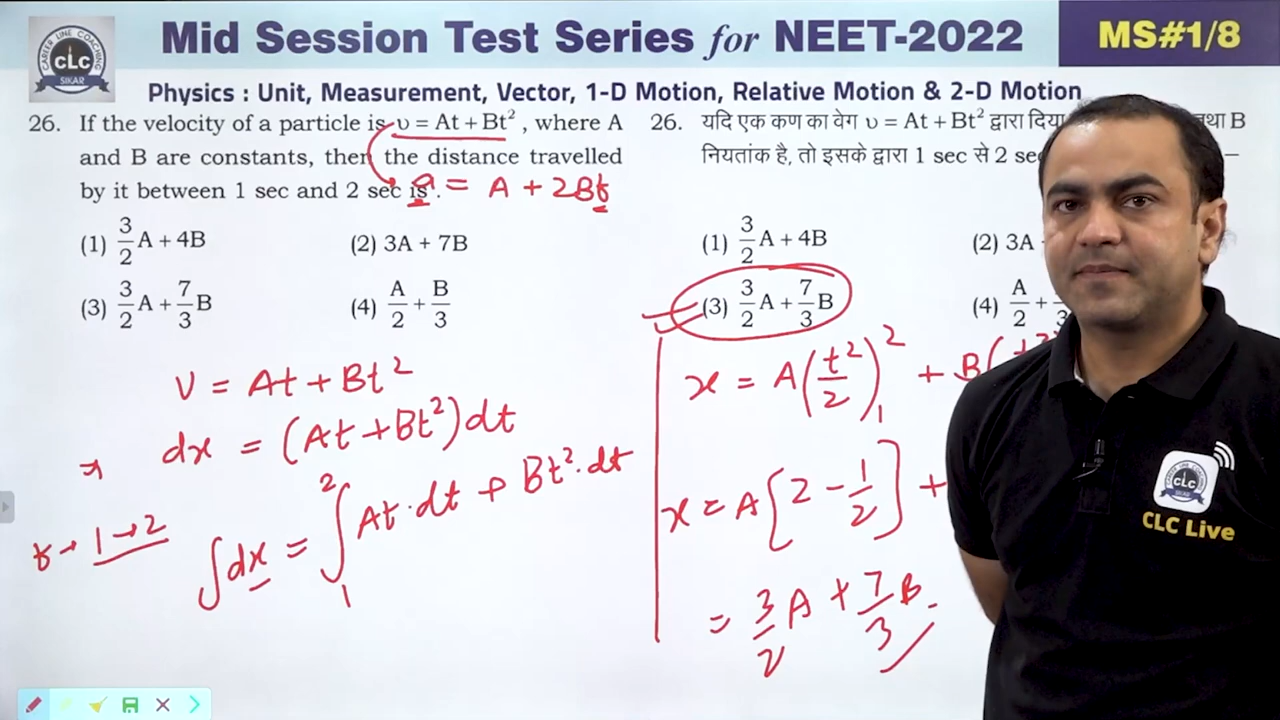 CAREER LINE COACHING
CLC
SIKAR
Mid Session Test Series for NEET-2022
MS#1/8
Physics : Unit, Measurement, Vector, 1-D Motion, Relative Motion & 2-D Motion
26. If the velocity of a particle is υ = At + Bt², where A
and B are constants, then the distance travelled
by it between 1 sec and 2 sec is :
a = A + 2Bt
(1) 3/2 A + 4B (2) 3A + 7B
(3) 3/2 A + 7/3 B (4) A/2 + B/3
V = At + Bt²
⇒ dx = (At + Bt²)dt
t → 1 → 2
∫dx = ∫₁² At·dt + Bt²·dt
26. यदि एक कण का वेग υ = At + Bt² द्वारा दिया तथा B
नियतांक है, तो इसके द्वारा 1 sec से 2 sec
(1) 3/2 A + 4B (2) 3A
(3) 3/2 A + 7/3 B (4) A/2 +
x = A(t²/2)₁² + B(
x = A[2 - 1/2] +
= 3/2 A + 7/3 B
CLC
SIKAR
CLC Live